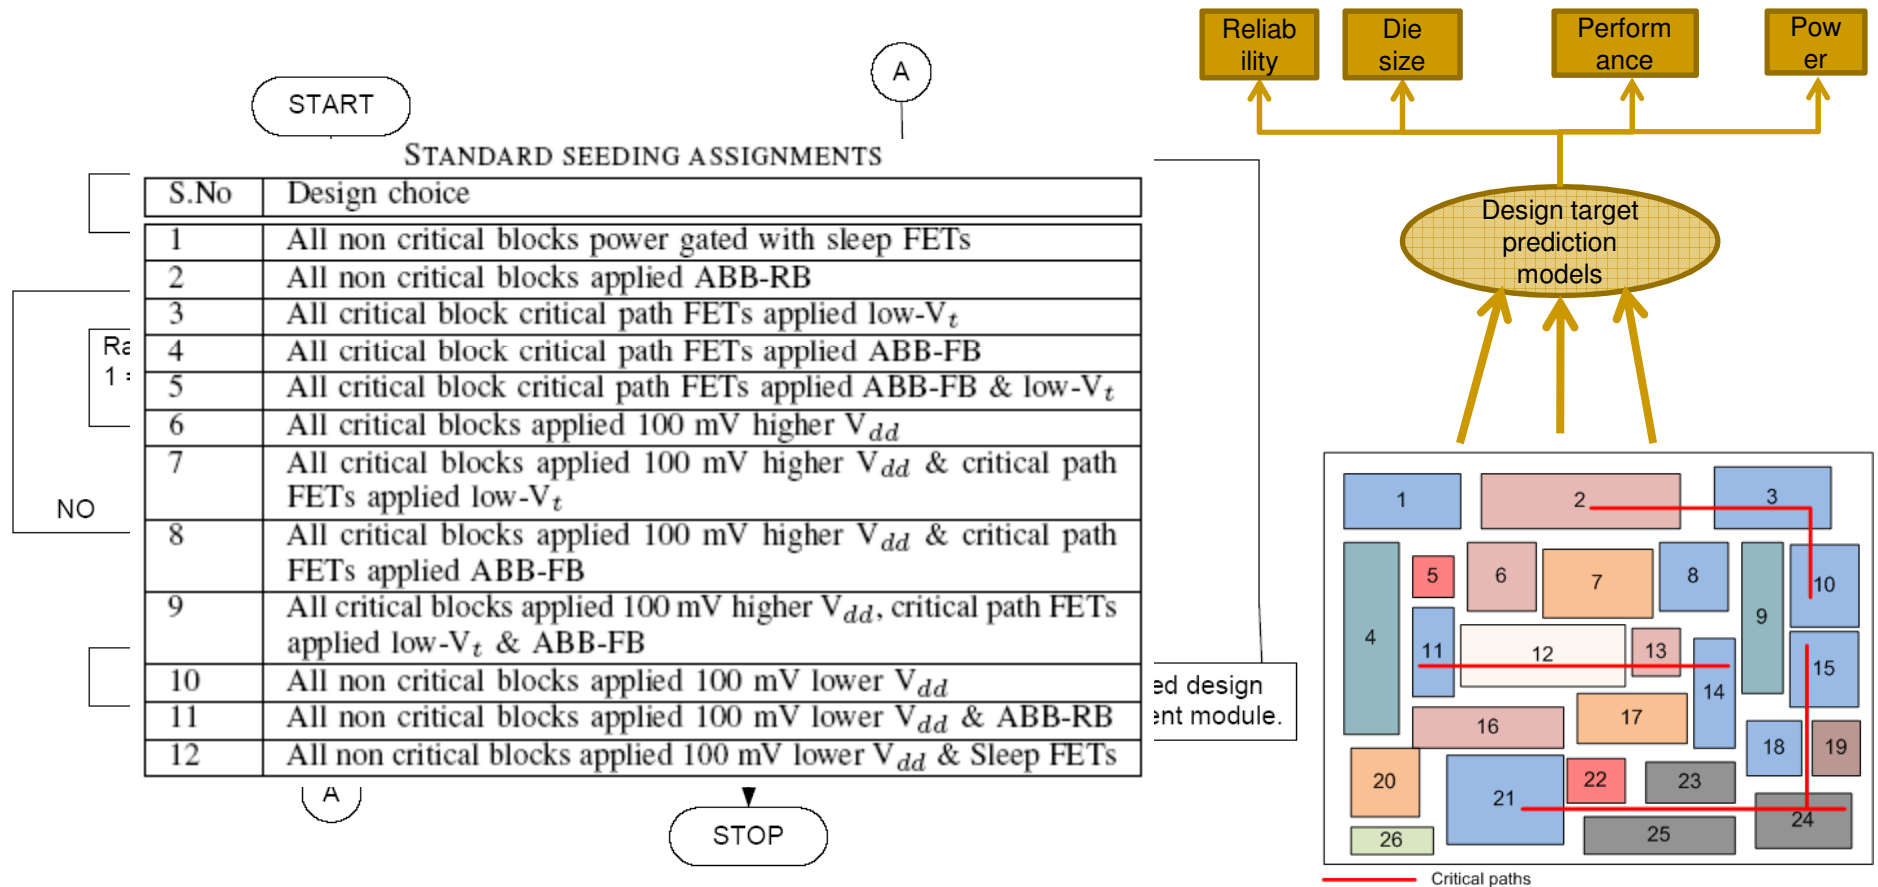 START
A
STANDARD SEEDING ASSIGNMENTS
S.No Design choice
1 All non critical blocks power gated with sleep FETs
2 All non critical blocks applied ABB-RB
3 All critical block critical path FETs applied low-Vt
4 All critical block critical path FETs applied ABB-FB
5 All critical block critical path FETs applied ABB-FB & low-Vt
6 All critical blocks applied 100 mV higher Vdd
7 All critical blocks applied 100 mV higher Vdd & critical path
FETs applied low-Vt
8 All critical blocks applied 100 mV higher Vdd & critical path
FETs applied ABB-FB
9 All critical blocks applied 100 mV higher Vdd, critical path FETs
applied low-Vt & ABB-FB
10 All non critical blocks applied 100 mV lower Vdd
11 All non critical blocks applied 100 mV lower Vdd & ABB-RB
12 All non critical blocks applied 100 mV lower Vdd & Sleep FETs
Ra
1
NO
ed design
ent module.
A
STOP
Reliab
ility
Die
size
Perform
ance
Pow
er
Design target
prediction
models
1 2 3
4 5 6 7 8 9 10
11 12 13 14 15
16 17 18 19
20 21 22 23 24
25 26
Critical paths